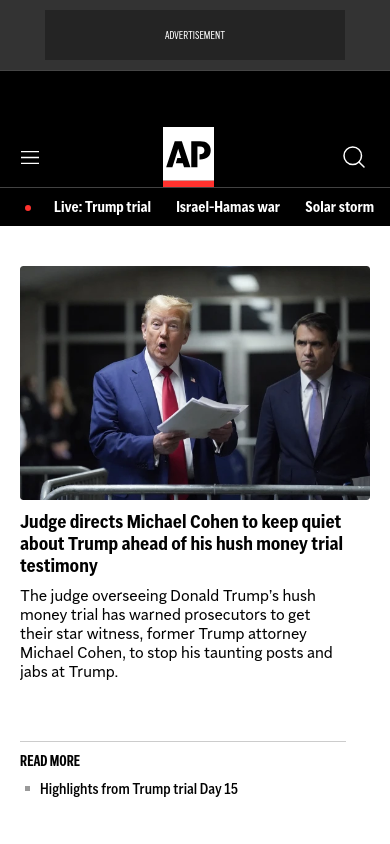 ADVERTISEMENT
AP
Live: Trump trial Israel-Hamas war Solar storm
Judge directs Michael Cohen to keep quiet
about Trump ahead of his hush money trial
testimony
The judge overseeing Donald Trump’s hush
money trial has warned prosecutors to get
their star witness, former Trump attorney
Michael Cohen, to stop his taunting posts and
jabs at Trump.
READ MORE
Highlights from Trump trial Day 15